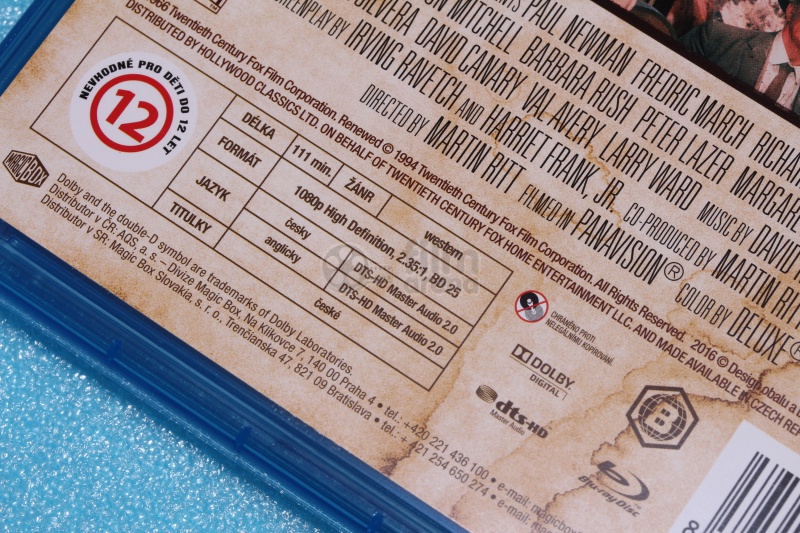 PAUL NEWMAN FREDRIC MARCH
MITCHELL BARBARA RUSH PETER LAZER
DAVID CANARY VAL AVERY LARRY WARD MUSIC BY DAVID
SCREENPLAY BY IRVING RAVETCH AND HARRIET FRANK, JR. CO-PRODUCED BY MARTIN RITT
DIRECTED BY MARTIN RITT FILMED IN PANAVISION® COLOR BY DELUXE®
Twentieth Century Fox Film Corporation. Renewed © 1994 Twentieth Century Fox Film Corporation. All Rights Reserved. 2016 © Design obalu a
DISTRIBUTED BY HOLLYWOOD CLASSICS LTD. ON BEHALF OF TWENTIETH CENTURY FOX HOME ENTERTAINMENT LLC. AND MADE AVAILABLE IN CZECH
NEVHODNÉ PRO DĚTI DO 12 LET
12
DÉLKA 111 min. ŽÁNR western
FORMÁT 1080p High Definition, 2.35:1, BD 25
JAZYK česky DTS-HD Master Audio 2.0
anglicky DTS-HD Master Audio 2.0
TITULKY české
MAGIC BOX
Dolby and the double-D symbol are trademarks of Dolby Laboratories.
Distributor v ČR: AQS, a. s. – Divize Magic Box. Na Klikovce 7, 140 00 Praha 4 • tel.: +420 221 436 100 • e-mail:
Distributor v SR: Magic Box Slovakia, s. r. o., Trenčianska 47, 821 09 Bratislava • tel.: + 421 254 650 274 • e-mail:
film arena
CHRÁNĚNO PROTI
NELEGÁLNÍMU KOPÍROVÁNÍ.
DOLBY
DIGITAL
dts-HD
Master Audio
B
Blu-ray Disc